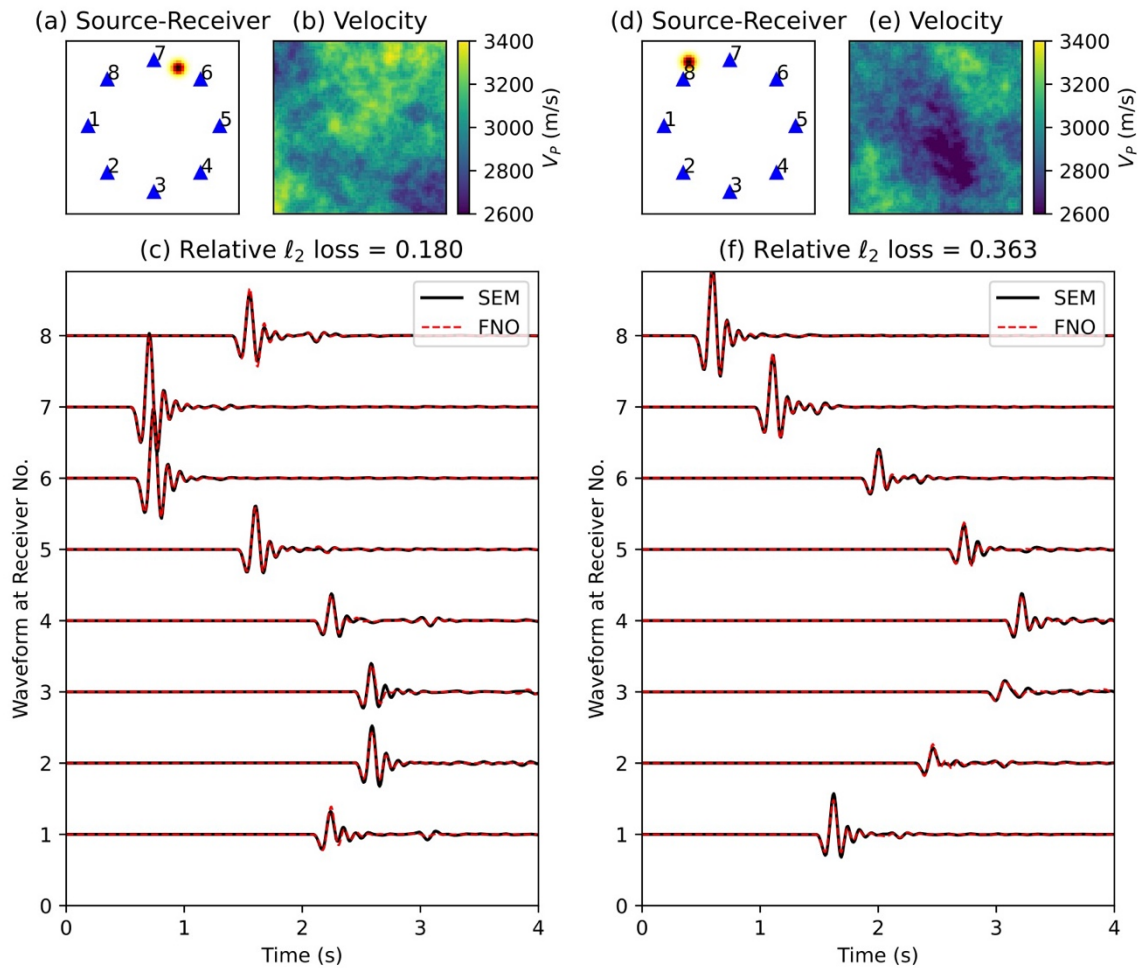 (a) Source-Receiver
(b) Velocity
7
8
6
1
5
2
4
3
3400
3200
3000
2800
2600
V_P (m/s)
(d) Source-Receiver
(e) Velocity
7
8
6
1
5
2
4
3
3400
3200
3000
2800
2600
V_P (m/s)
(c) Relative ℓ₂ loss = 0.180
SEM
FNO
8
7
6
5
4
3
2
1
0
Waveform at Receiver No.
0 1 2 3 4
Time (s)
(f) Relative ℓ₂ loss = 0.363
SEM
FNO
8
7
6
5
4
3
2
1
0
Waveform at Receiver No.
0 1 2 3 4
Time (s)